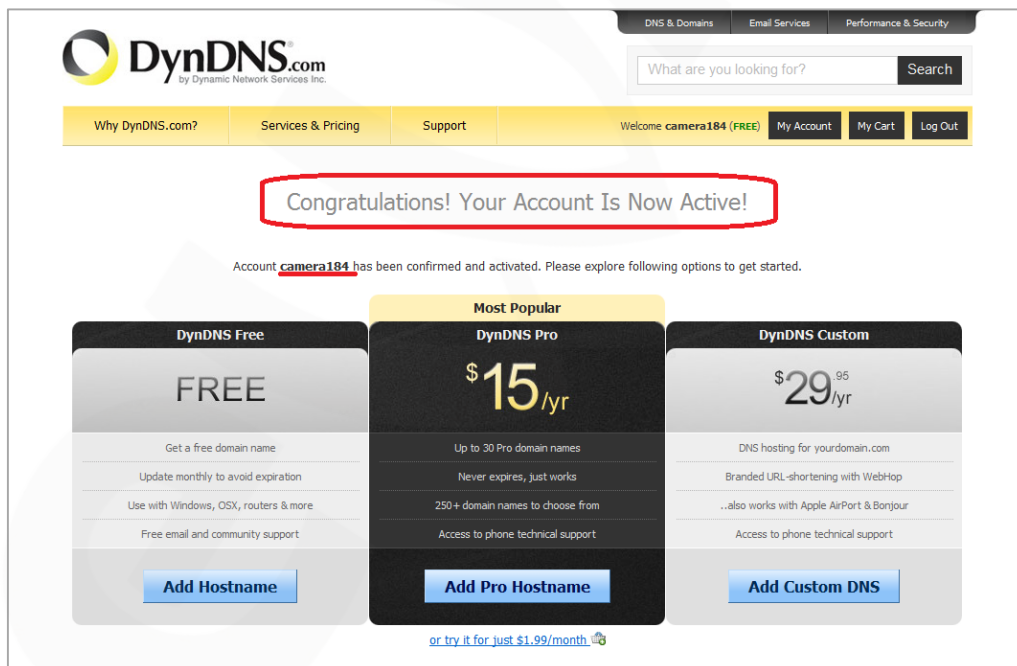 DNS & Domains Email Services Performance & Security
DynDNS.com
by Dynamic Network Services Inc.
What are you looking for? Search
Why DynDNS.com? Services & Pricing Support Welcome camera184 (FREE) My Account My Cart Log Out
Congratulations! Your Account Is Now Active!
Account camera184 has been confirmed and activated. Please explore following options to get started.
Most Popular
DynDNS Free DynDNS Pro DynDNS Custom
FREE $15/yr $29.95/yr
Get a free domain name Up to 30 Pro domain names DNS hosting for yourdomain.com
Update monthly to avoid expiration Never expires, just works Branded URL-shortening with WebHop
Use with Windows, OSX, routers & more 250+ domain names to choose from ..also works with Apple AirPort & Bonjour
Free email and community support Access to phone technical support Access to phone technical support
Add Hostname Add Pro Hostname Add Custom DNS
or try it for just $1.99/month